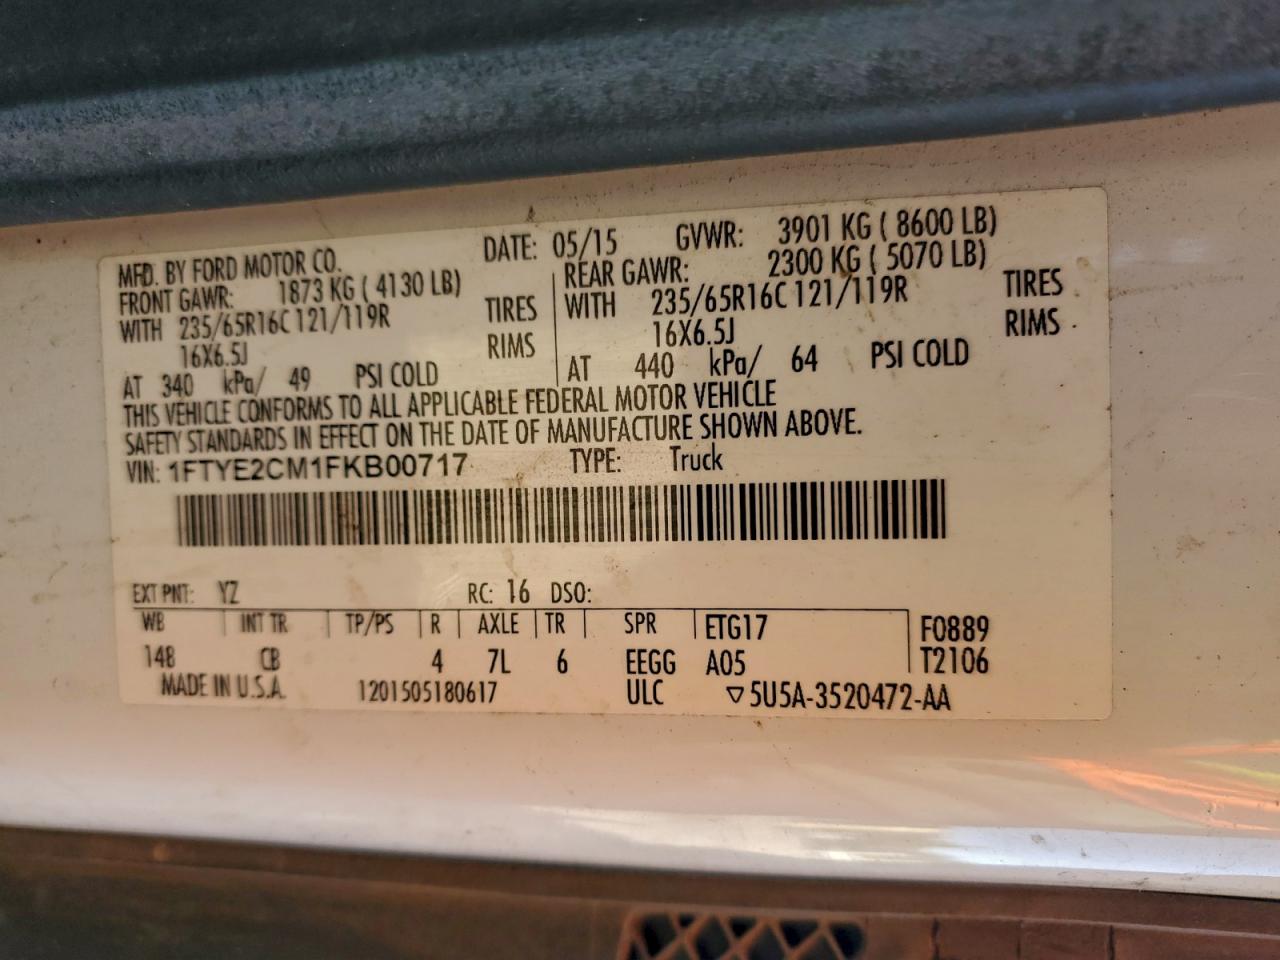 MFD. BY FORD MOTOR CO. DATE: 05/15 GVWR: 3901 KG ( 8600 LB)
FRONT GAWR: 1873 KG ( 4130 LB) REAR GAWR: 2300 KG ( 5070 LB)
WITH 235/65R16C 121/119R TIRES WITH 235/65R16C 121/119R TIRES
16X6.5J RIMS 16X6.5J RIMS
AT 340 kPa/ 49 PSI COLD AT 440 kPa/ 64 PSI COLD
THIS VEHICLE CONFORMS TO ALL APPLICABLE FEDERAL MOTOR VEHICLE
SAFETY STANDARDS IN EFFECT ON THE DATE OF MANUFACTURE SHOWN ABOVE.
VIN: 1FTYE2CM1FKB00717 TYPE: Truck
EXT PNT: YZ RC: 16 DSO:
WB INT TR TP/PS R AXLE TR SPR ETG17 F0889
148 CB 4 7L 6 EEGG A05 T2106
MADE IN U.S.A. 1201505180617 ULC ▽5U5A-3520472-AA